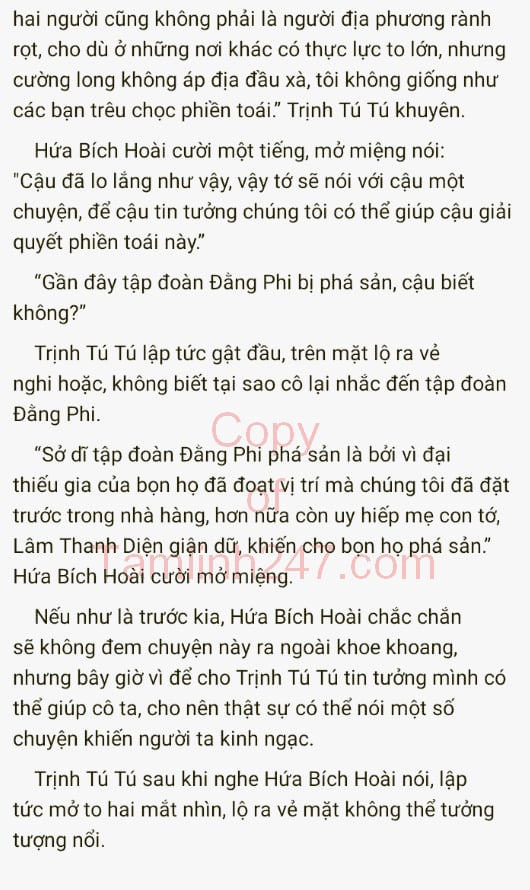 hai người cũng không phải là người địa phương rành
rọt, cho dù ở những nơi khác có thực lực to lớn, nhưng
cường long không áp địa đầu xà, tôi không giống như
các bạn trêu chọc phiền toái.” Trịnh Tú Tú khuyên.
Hứa Bích Hoài cười một tiếng, mở miệng nói:
"Cậu đã lo lắng như vậy, vậy tớ sẽ nói với cậu một
chuyện, để cậu tin tưởng chúng tôi có thể giúp cậu giải
quyết phiền toái này.”
“Gần đây tập đoàn Đằng Phi bị phá sản, cậu biết
không?”
Trịnh Tú Tú lập tức gật đầu, trên mặt lộ ra vẻ
nghi hoặc, không biết tại sao cô lại nhắc đến tập đoàn
Đằng Phi.
“Sở dĩ tập đoàn Đằng Phi phá sản là bởi vì đại
thiếu gia của bọn họ đã đoạt vị trí mà chúng tôi đã đặt
trước trong nhà hàng, hơn nữa còn uy hiếp mẹ con tớ,
Lâm Thanh Diện giận dữ, khiến cho bọn họ phá sản.”
Hứa Bích Hoài cười mở miệng.
Nếu như là trước kia, Hứa Bích Hoài chắc chắn
sẽ không đem chuyện này ra ngoài khoe khoang,
nhưng bây giờ vì để cho Trịnh Tú Tú tin tưởng mình có
thể giúp cô ta, cho nên thật sự có thể nói một số
chuyện khiến người ta kinh ngạc.
Trịnh Tú Tú sau khi nghe Hứa Bích Hoài nói, lập
tức mở to hai mắt nhìn, lộ ra vẻ mặt không thể tưởng
tượng nổi.
Copy
of
Tamlinh247.com